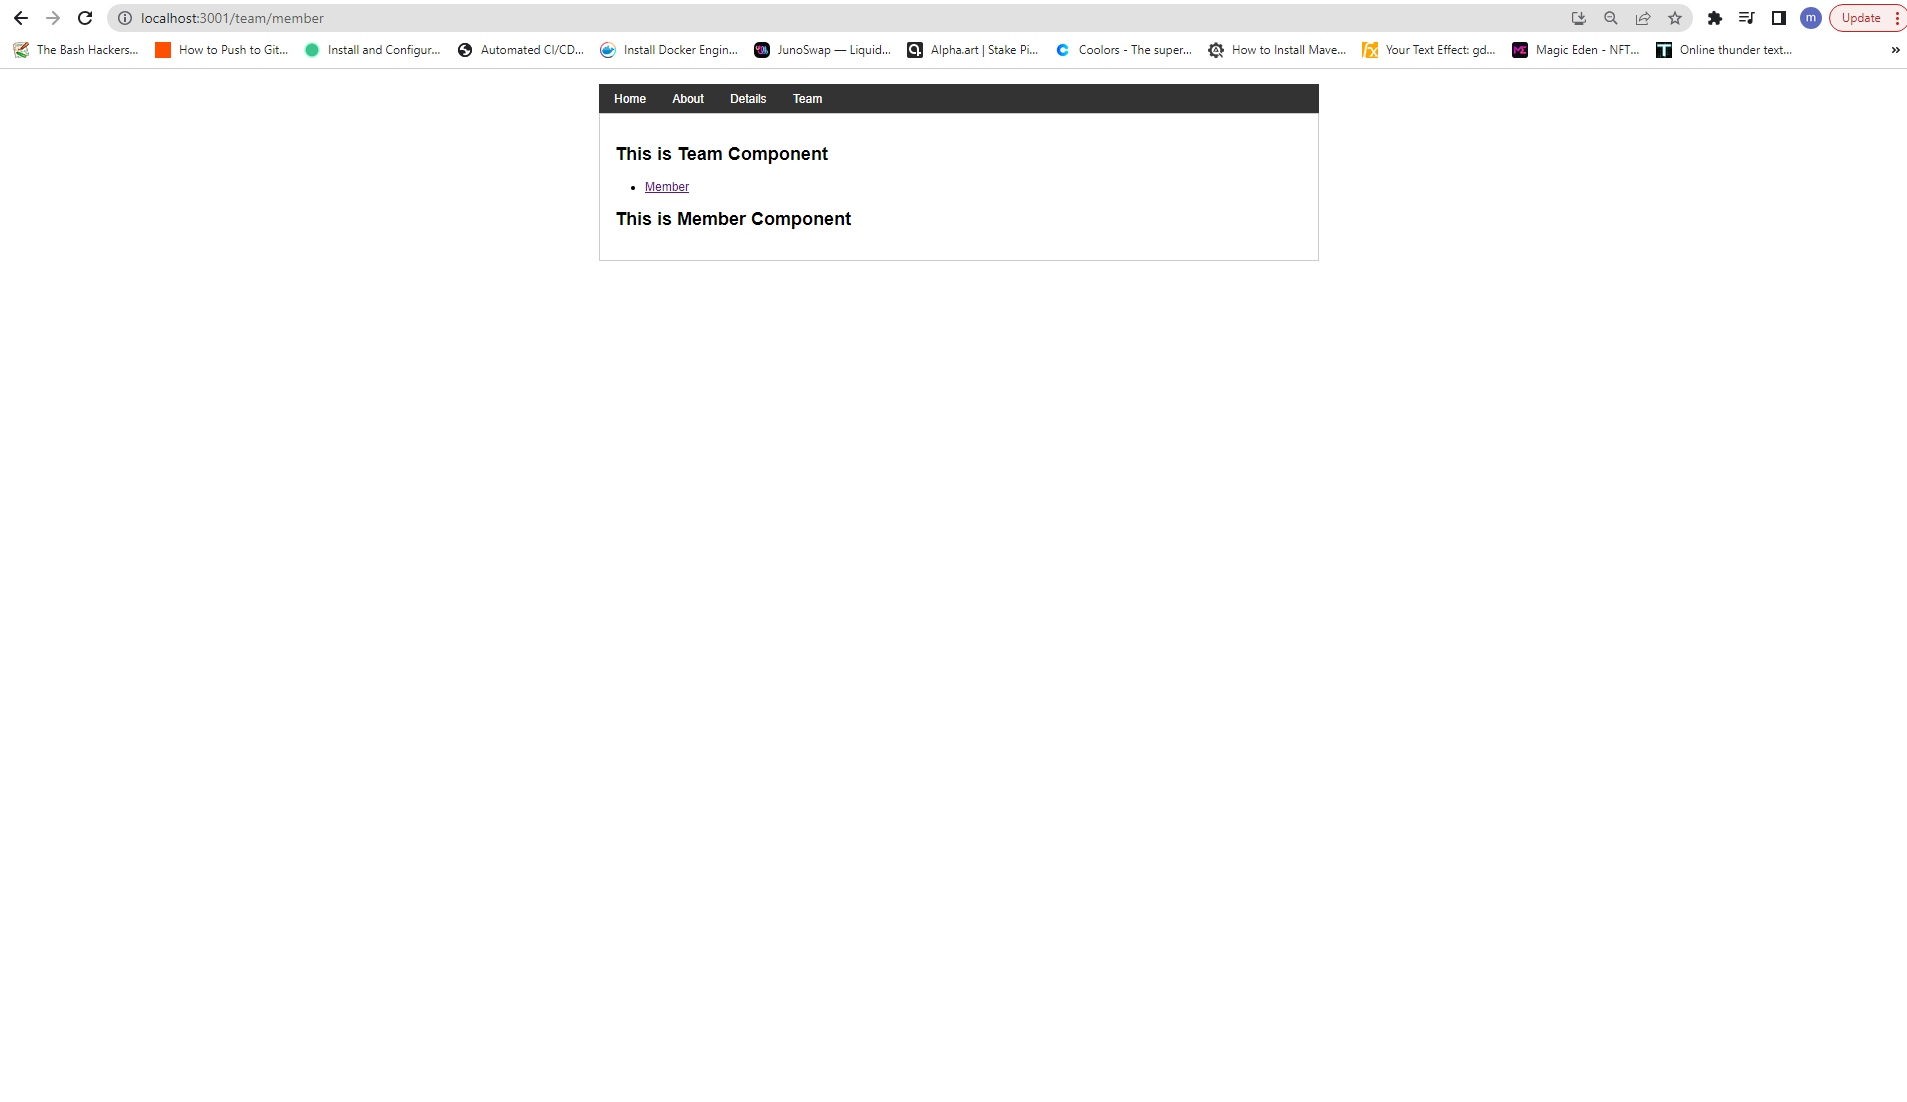 localhost:3001/team/member
m
Update
The Bash Hackers...
How to Push to Git...
Install and Configur...
Automated CI/CD...
Install Docker Engin...
JunoSwap — Liquid...
Alpha.art | Stake Pi...
Coolors - The super...
How to Install Mave...
Your Text Effect: gd...
Magic Eden - NFT...
Online thunder text...
»
Home About Details Team
This is Team Component
Member
This is Member Component